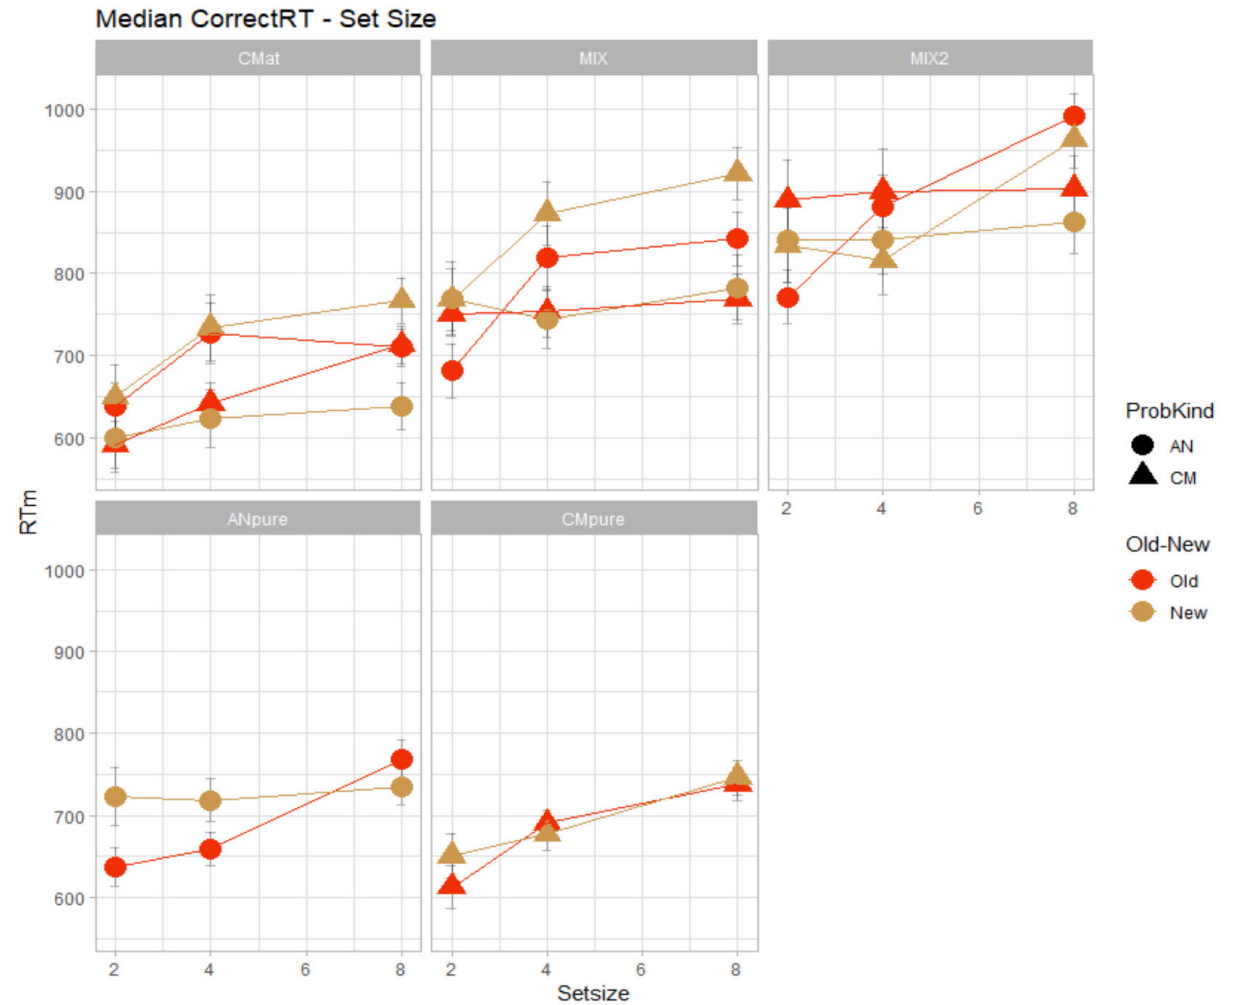 Median CorrectRT - Set Size
CMat
MIX
MIX2
1000
900
800
700
600
2
4
6
8
ANpure
CMpure
1000
900
800
700
600
2
4
6
8
2
4
6
8
RTm
Setsize
ProbKind
AN
CM
Old-New
Old
New